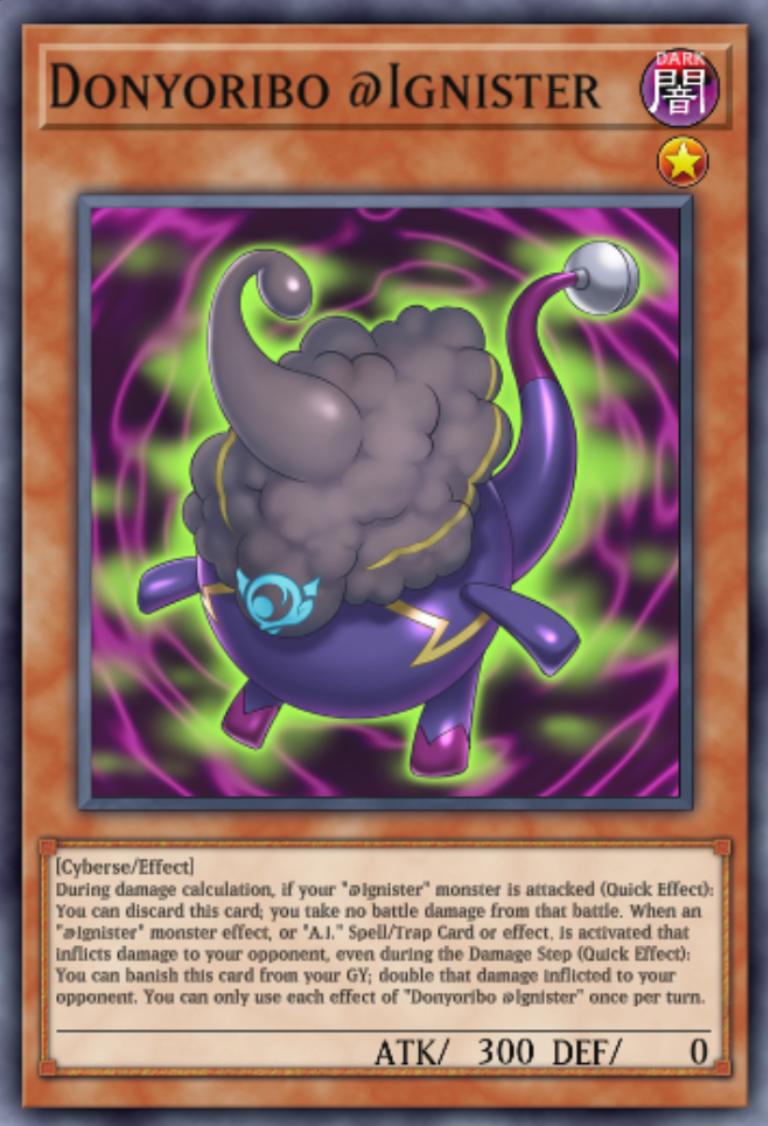 DONYORIBO @IGNISTER
DARK
闇
[Cyberse/Effect]
During damage calculation, if your "@Ignister" monster is attacked (Quick Effect):
You can discard this card; you take no battle damage from that battle. When an
"@Ignister" monster effect, or "A.I." Spell/Trap Card or effect, is activated that
inflicts damage to your opponent, even during the Damage Step (Quick Effect):
You can banish this card from your GY; double that damage inflicted to your
opponent. You can only use each effect of "Donyoribo @Ignister" once per turn.
ATK/ 300 DEF/ 0